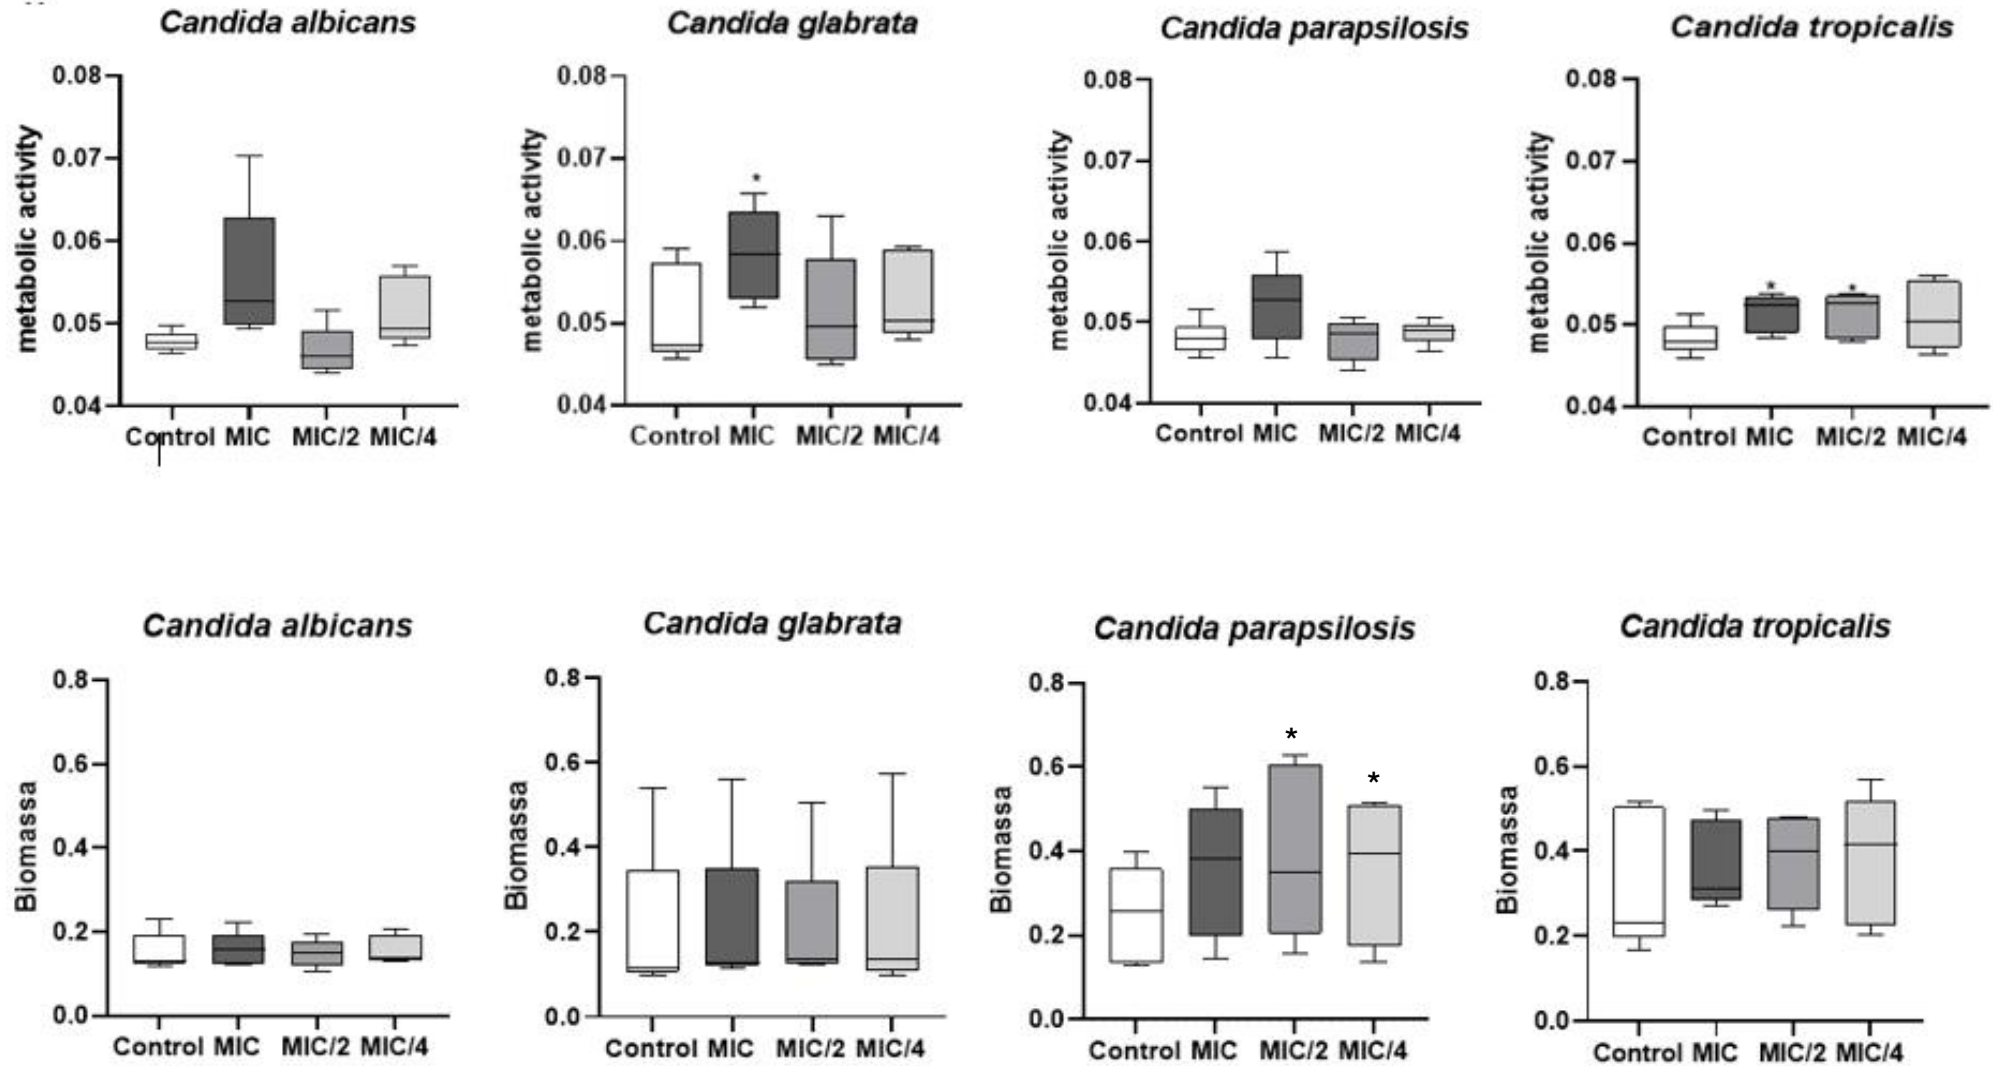 Candida albicans
0.08
0.07
0.06
0.05
0.04
metabolic activity
Control MIC MIC/2 MIC/4
Candida glabrata
0.08
0.07
0.06
0.05
0.04
metabolic activity
*
Control MIC MIC/2 MIC/4
Candida parapsilosis
0.08
0.07
0.06
0.05
0.04
metabolic activity
Control MIC MIC/2 MIC/4
Candida tropicalis
0.08
0.07
0.06
0.05
0.04
metabolic activity
* *
Control MIC MIC/2 MIC/4
Candida albicans
0.8
0.6
0.4
0.2
0.0
Biomassa
Control MIC MIC/2 MIC/4
Candida glabrata
0.8
0.6
0.4
0.2
0.0
Biomassa
Control MIC MIC/2 MIC/4
Candida parapsilosis
0.8
0.6
0.4
0.2
0.0
Biomassa
*
*
Control MIC MIC/2 MIC/4
Candida tropicalis
0.8
0.6
0.4
0.2
0.0
Biomassa
Control MIC MIC/2 MIC/4